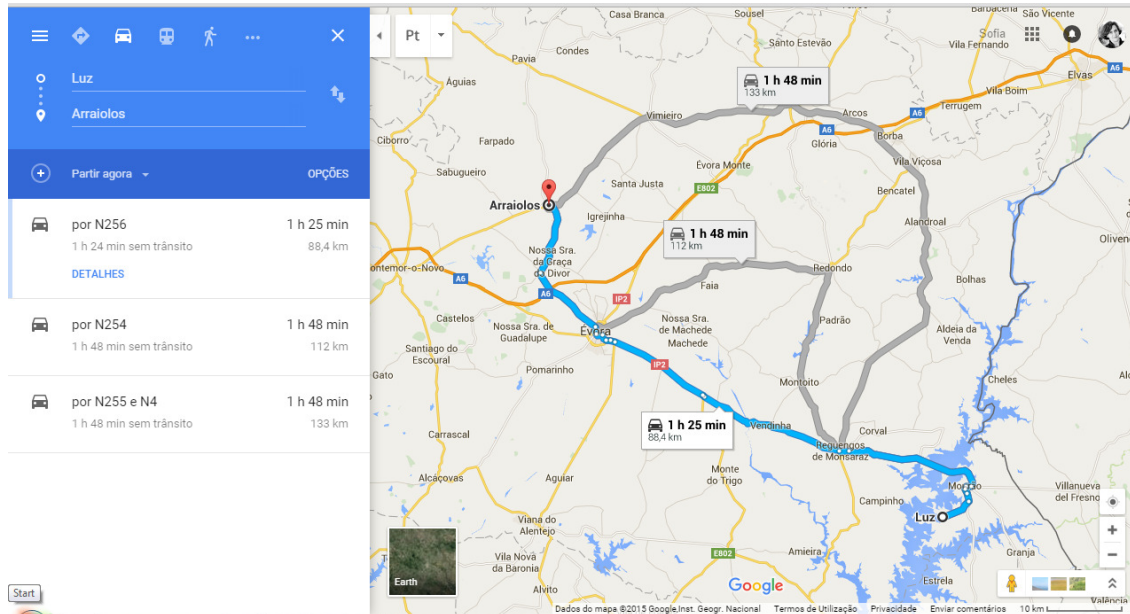 Luz
Arraiolos
Partir agora
OPÇÕES
por N256
1 h 25 min
1 h 24 min sem trânsito
88,4 km
DETALHES
por N254
1 h 48 min
1 h 48 min sem trânsito
112 km
por N255 e N4
1 h 48 min
1 h 48 min sem trânsito
133 km
Start
Pt
Casa Branca
Sousel
Barbacena
São Vicente
Sofia
Vila Fernando
Santo Estevão
Pavia
Condes
Águias
A6
Elvas
1 h 48 min
133 km
Vila Boim
Terrugem
Vimieiro
Arcos
A6
A6
Glória
Borba
Ciborro
Farpado
Évora Monte
Vila Viçosa
Sabugueiro
Santa Justa
E802
Bencatel
Arraiolos
Igrejinha
Alandroal
1 h 48 min
112 km
Nossa Sra.
da Graça
do Divor
ontemor-o-Novo
A6
A6
Redondo
Faia
Bolhas
IP2
Castelos
Nossa Sra. de
Guadalupe
Évora
Nossa Sra.
de Machede
Machede
Padrão
Aldeia da
Venda
Santiago do
Escoural
Pomarinho
IP2
Gato
Montoito
Cheles
1 h 25 min
88,4 km
Vendinha
Corval
Carrascal
Reguengos
de Monsaraz
Monte
do Trigo
Alcáçovas
Aguiar
Mourão
Villanueva
del Fresno
Campinho
Luz
Viana do
Alentejo
Vila Nova
da Baronia
E802
Amieira
Granja
Earth
Google
Estrela
Alvito
Valência
Dados do mapa ©2015 Google,Inst. Geogr. Nacional
Termos de Utilização
Privacidade
Enviar comentários
10 km